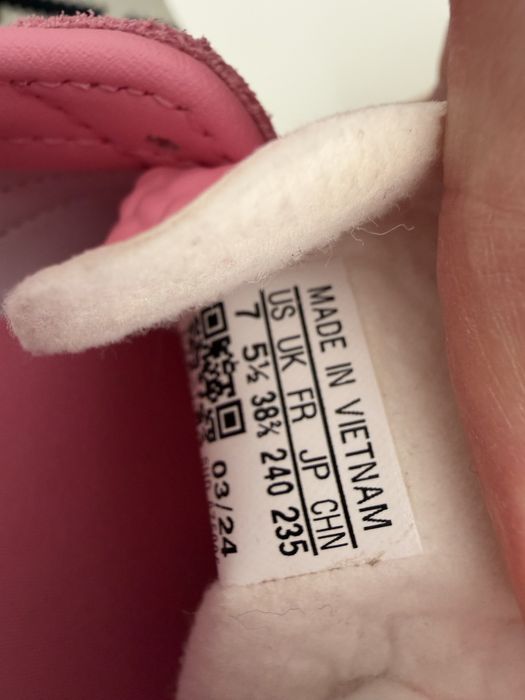 MADE IN VIETNAM
US UK FR JP CHN
7 5½ 38⅔ 240 235
03/24